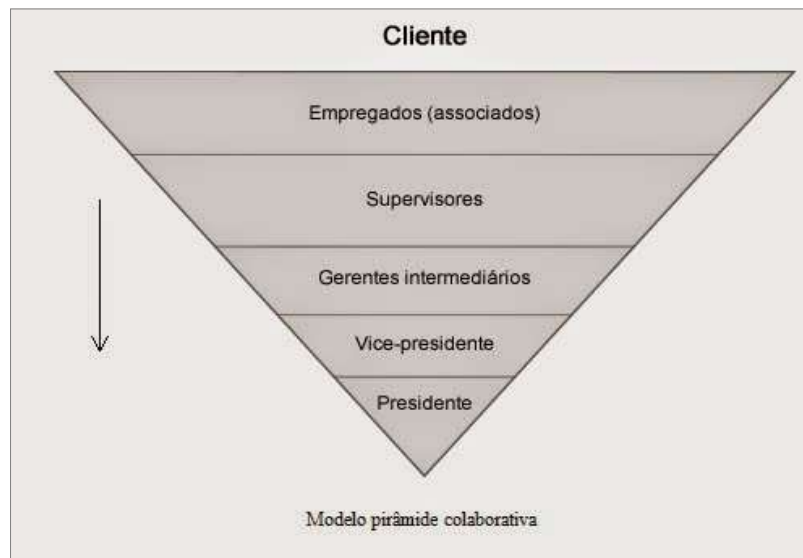 Cliente
Empregados (associados)
Supervisores
Gerentes intermediários
Vice-presidente
Presidente
Modelo pirâmide colaborativa